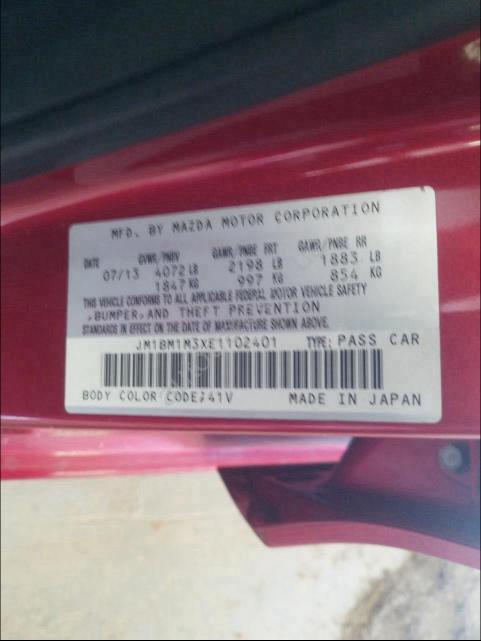 MFD. BY MAZDA MOTOR CORPORATION
DATE GVWR/PNBV GAWR/PNBE FRT GAWR/PNBE RR
07/13 4072 LB 2198 LB 1883 LB
1847 KG 997 KG 854 KG
THIS VEHICLE CONFORMS TO ALL APPLICABLE FEDERAL MOTOR VEHICLE SAFETY
,BUMPER,AND THEFT PREVENTION
STANDARDS IN EFFECT ON THE DATE OF MANUFACTURE SHOWN ABOVE.
JM1BM1M3XE1102401 TYPE: PASS CAR
BODY COLOR CODE:41V MADE IN JAPAN